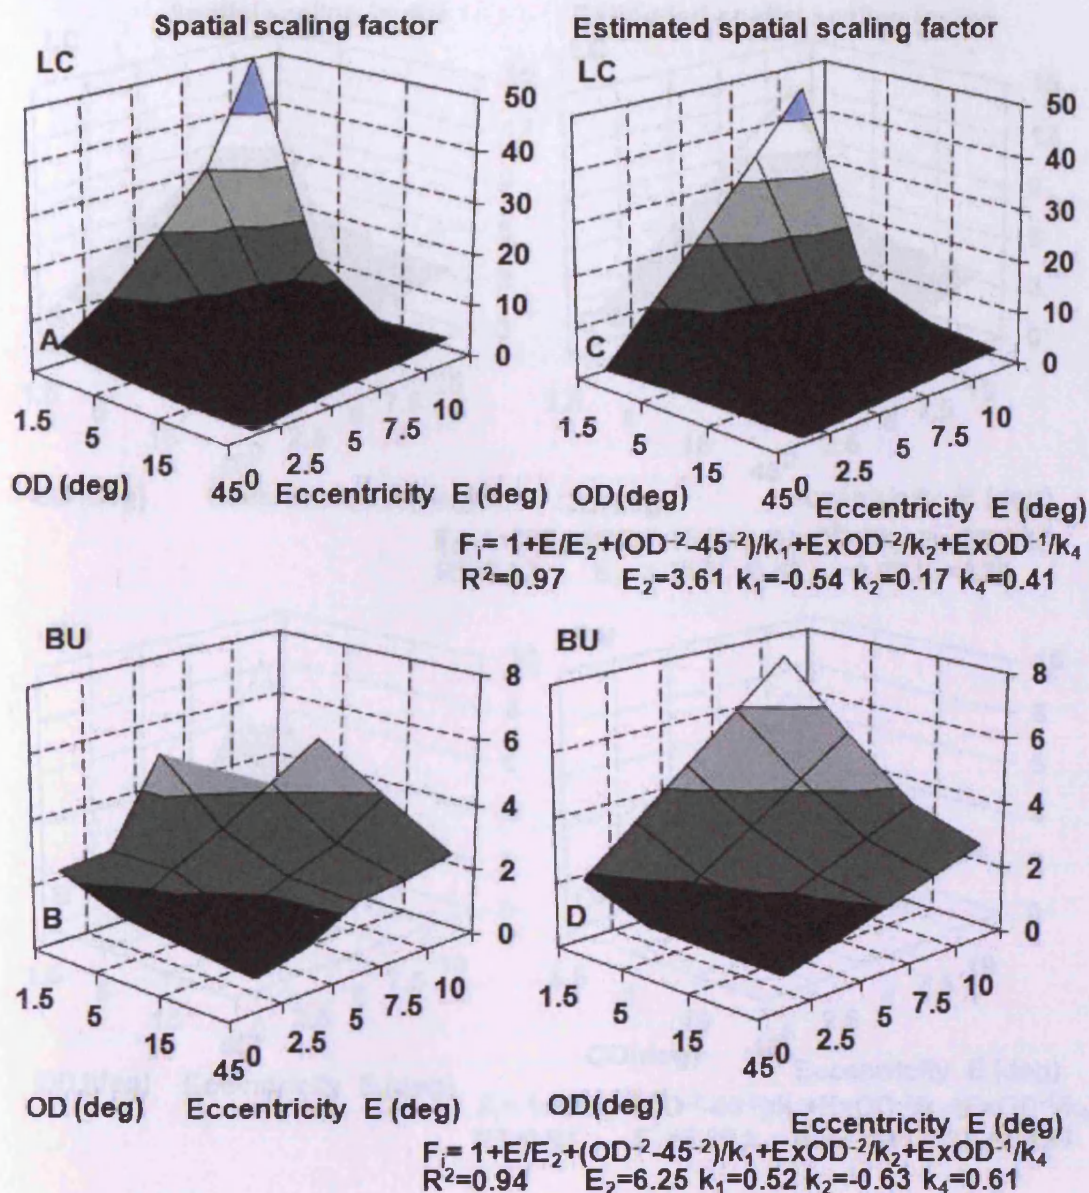 Spatial scaling factor
Estimated spatial scaling factor
LC
50
40
30
20
10
0
A
1.5
5
15
45
0
2.5
5
7.5
10
OD (deg)
Eccentricity E (deg)
LC
50
40
30
20
10
0
C
1.5
5
15
45
0
2.5
5
7.5
10
OD(deg)
Eccentricity E (deg)
Fi= 1+E/E2+(OD-2-45-2)/k1+ExOD-2/k2+ExOD-1/k4
R2=0.97 E2=3.61 k1=-0.54 k2=0.17 k4=0.41
BU
8
6
4
2
0
B
1.5
5
15
45
0
2.5
5
7.5
10
OD (deg)
Eccentricity E (deg)
BU
8
6
4
2
0
D
1.5
5
15
45
0
2.5
5
7.5
10
OD(deg)
Eccentricity E (deg)
Fi= 1+E/E2+(OD-2-45-2)/k1+ExOD-2/k2+ExOD-1/k4
R2=0.94 E2=6.25 k1=0.52 k2=-0.63 k4=0.61